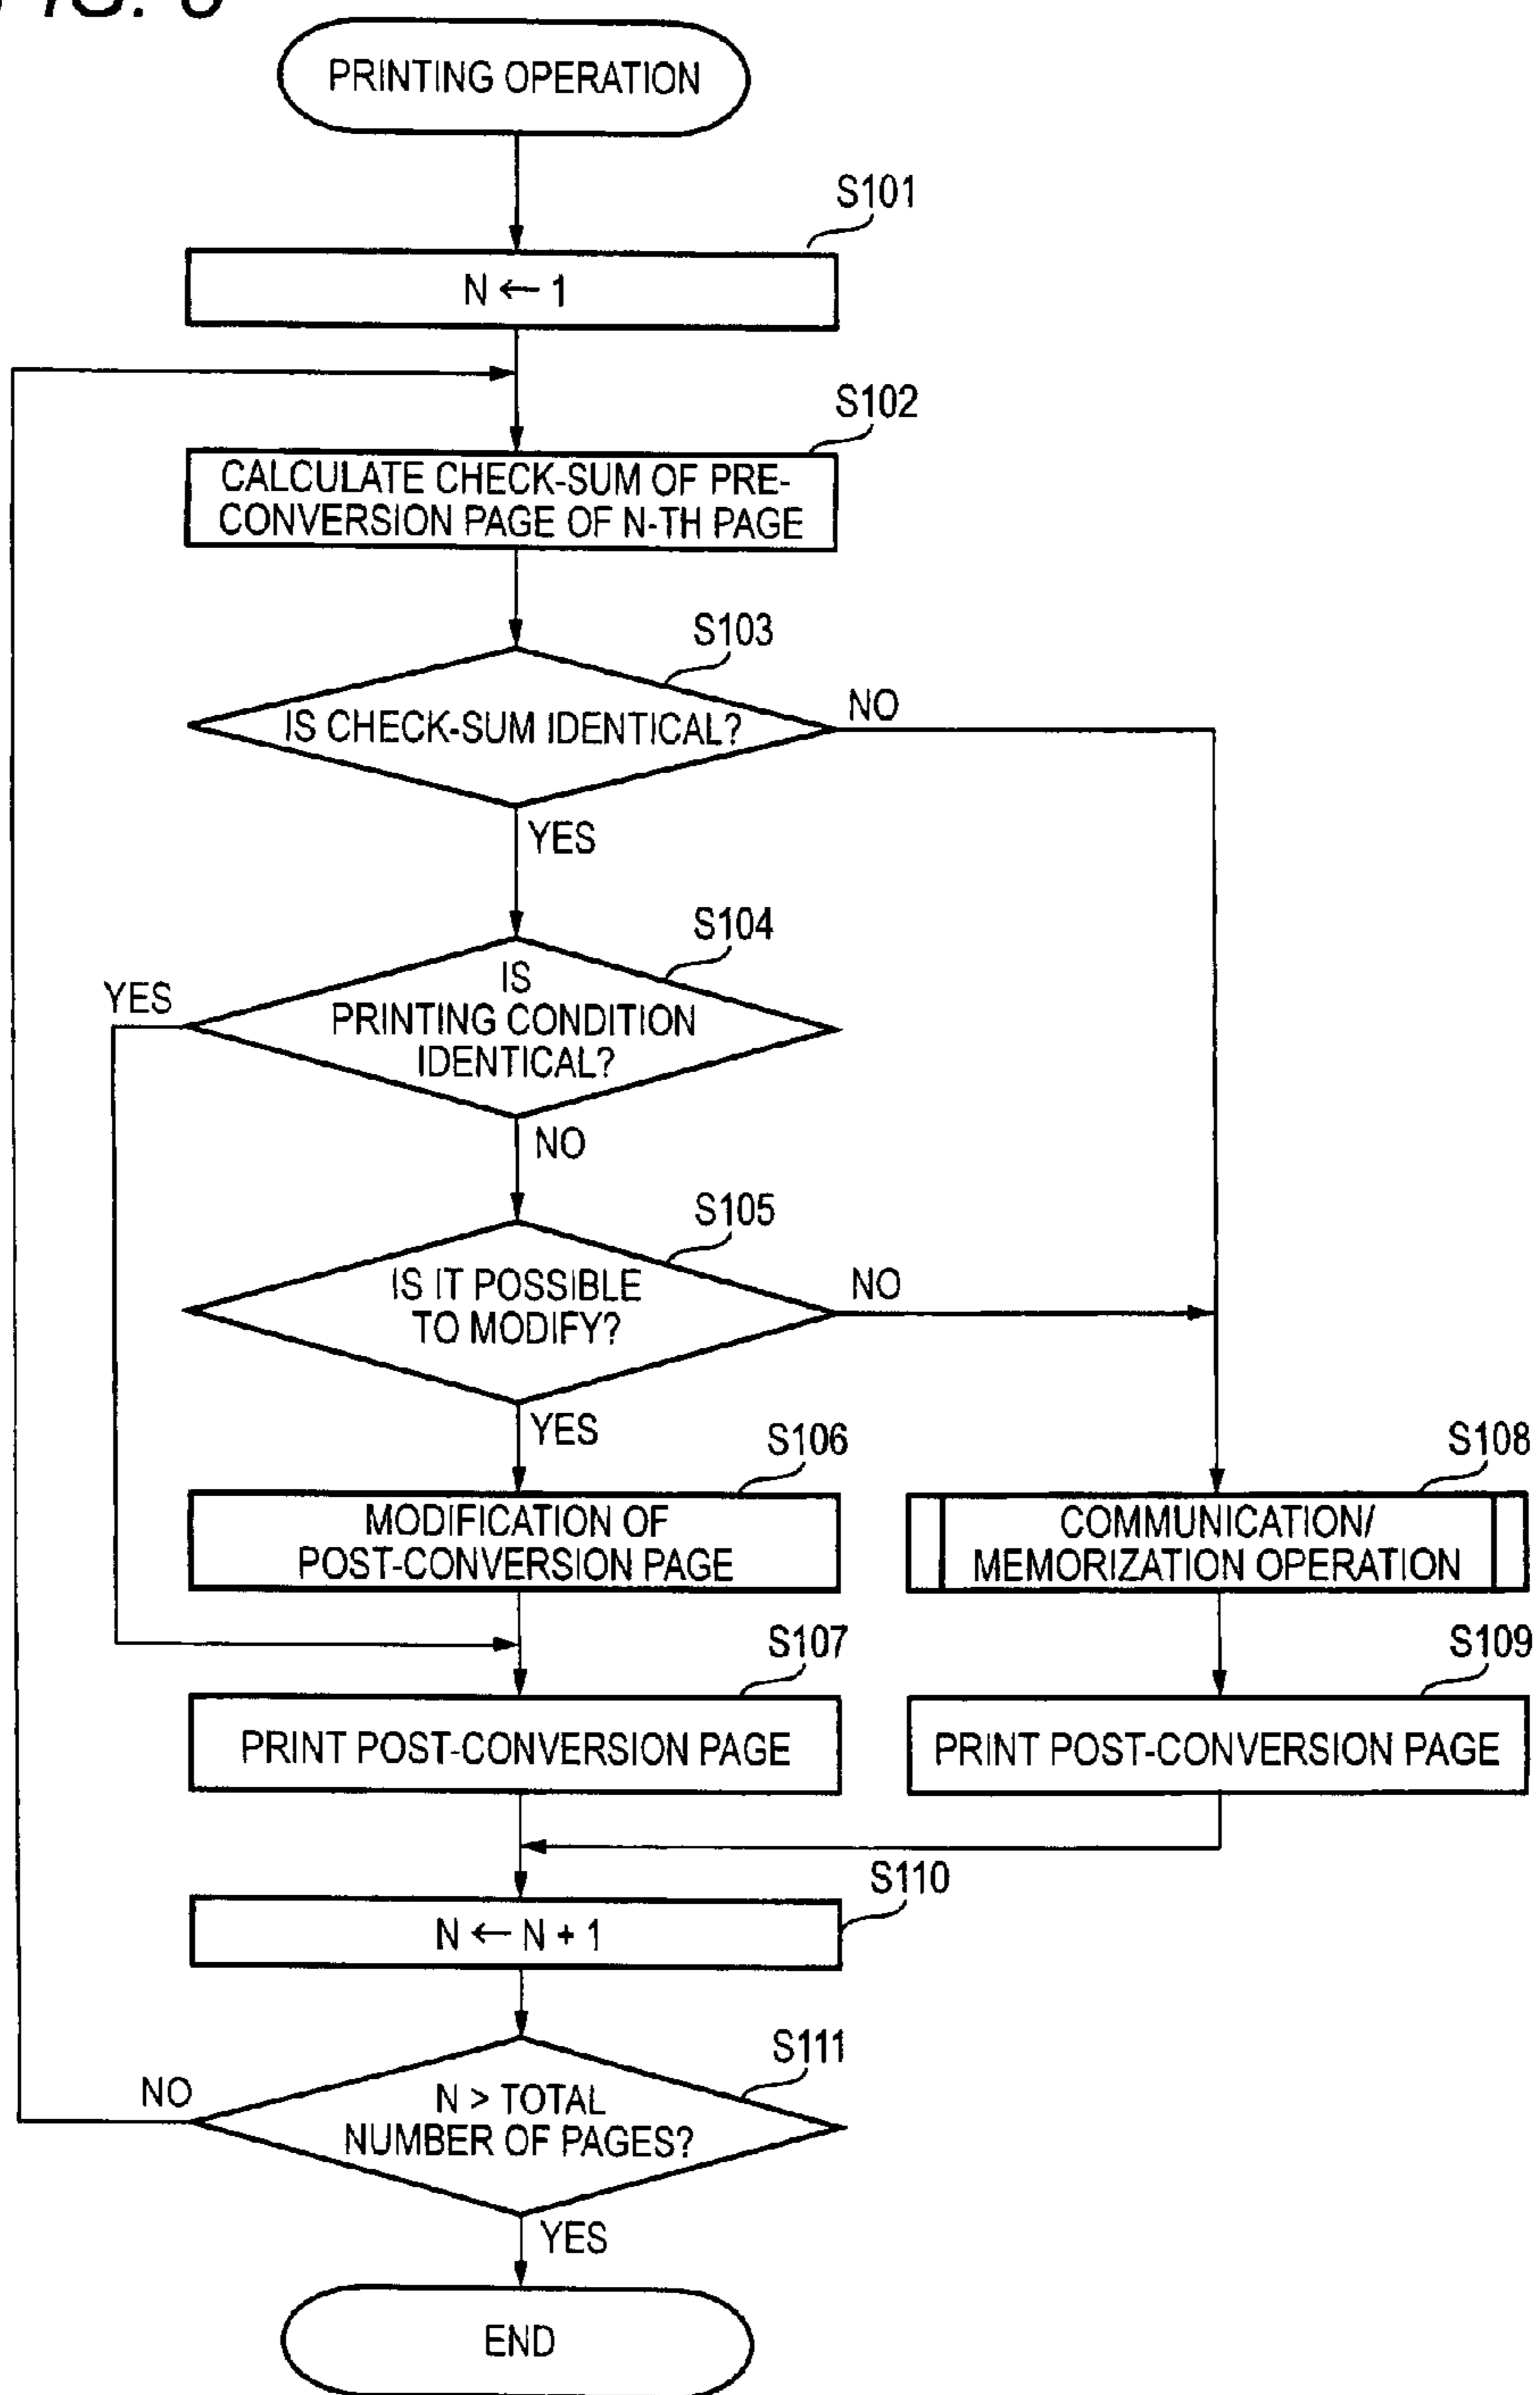 PRINTING OPERATION
S101
N ← 1
S102
CALCULATE CHECK-SUM OF PRE-
CONVERSION PAGE OF N-TH PAGE
S103
IS CHECK-SUM IDENTICAL?
NO
YES
S104
IS
PRINTING CONDITION
IDENTICAL?
YES
NO
S105
IS IT POSSIBLE
TO MODIFY?
NO
YES
S106
MODIFICATION OF
POST-CONVERSION PAGE
S108
COMMUNICATION/
MEMORIZATION OPERATION
S107
PRINT POST-CONVERSION PAGE
S109
PRINT POST-CONVERSION PAGE
S110
N ← N + 1
S111
N > TOTAL
NUMBER OF PAGES?
NO
YES
END